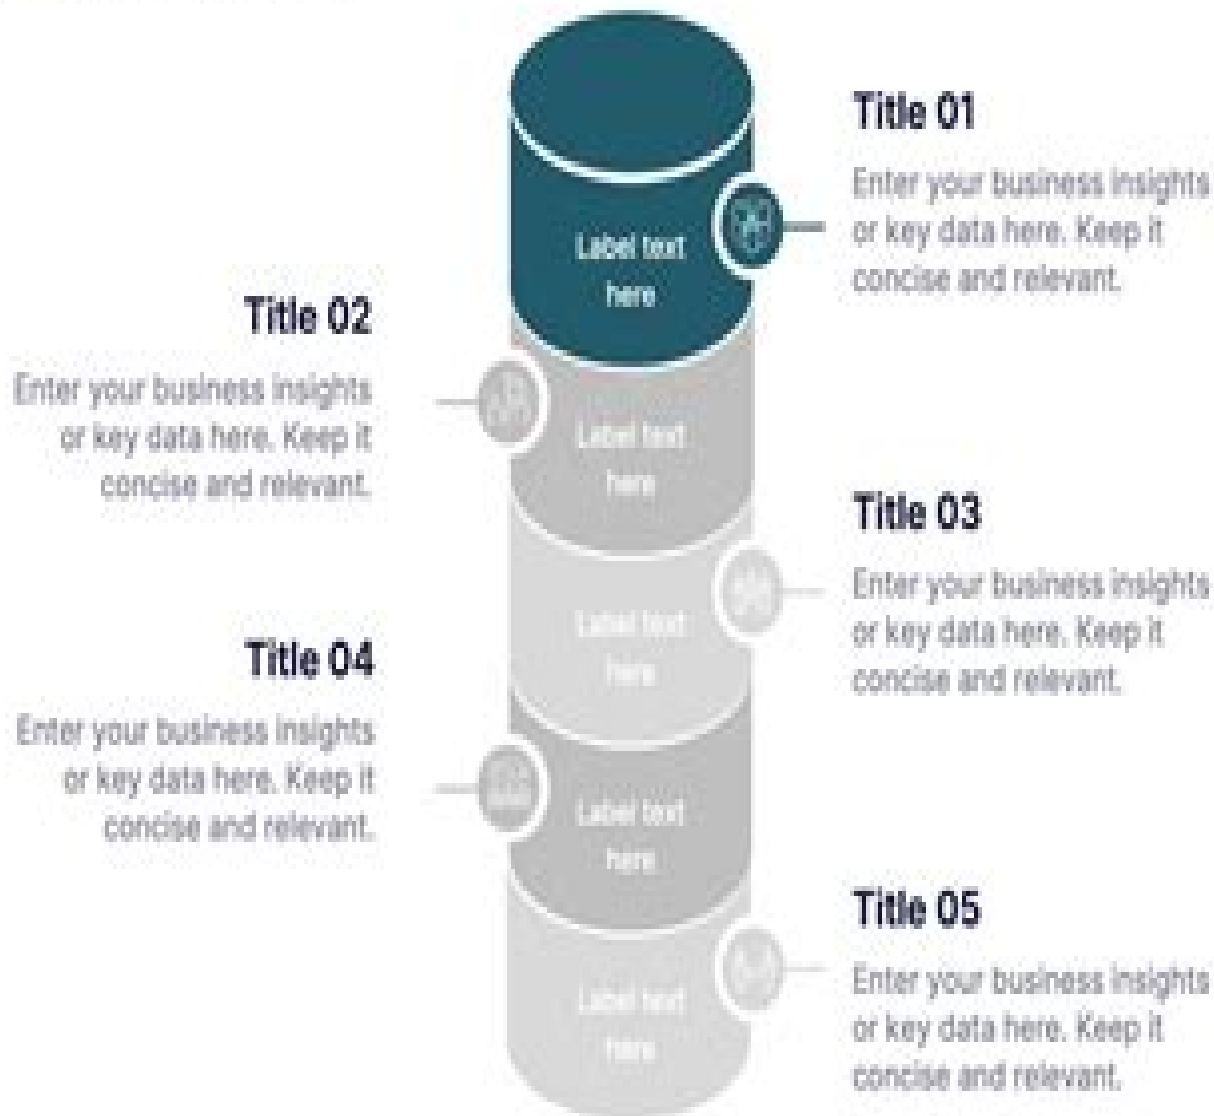 Title 01
Enter your business insights
or key data here. Keep it
concise and relevant.
Label text
here
Title 02
Enter your business insights
or key data here. Keep it
concise and relevant.
Label text
here
Title 03
Enter your business insights
or key data here. Keep it
concise and relevant.
Label text
here
Title 04
Enter your business insights
or key data here. Keep it
concise and relevant.
Label text
here
Title 05
Enter your business insights
or key data here. Keep it
concise and relevant.
Label text
here